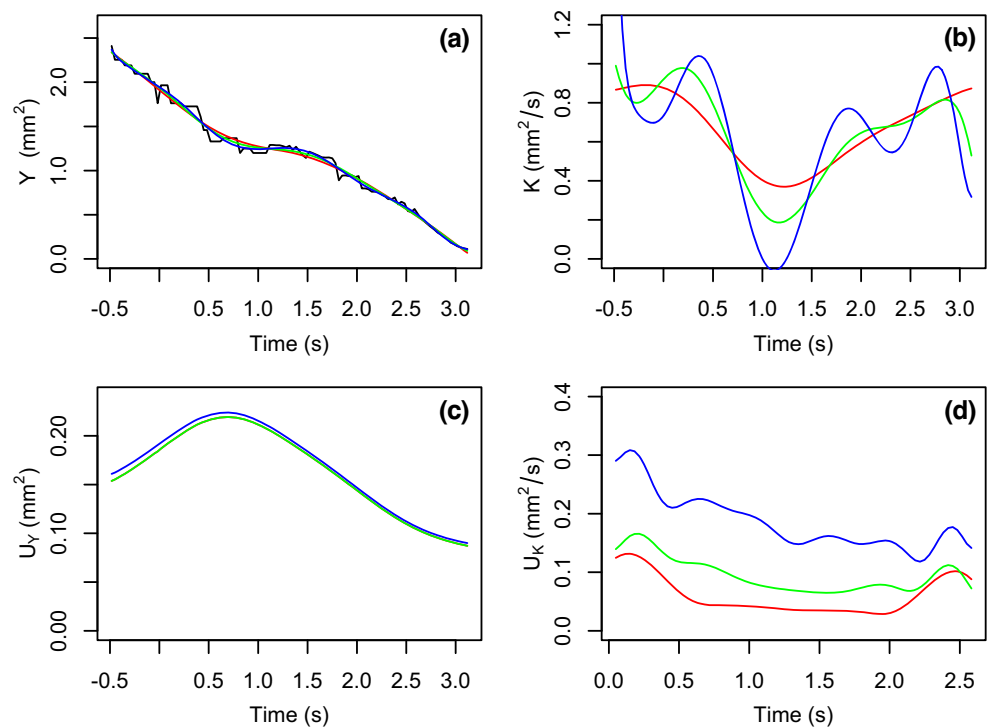 (a)
Y (mm²)
0.0 1.0 2.0
-0.5 0.5 1.0 1.5 2.0 2.5 3.0
Time (s)
(b)
K (mm²/s)
0.0 0.4 0.8 1.2
-0.5 0.5 1.0 1.5 2.0 2.5 3.0
Time (s)
(c)
U_Y (mm²)
0.00 0.10 0.20
-0.5 0.5 1.0 1.5 2.0 2.5 3.0
Time (s)
(d)
U_K (mm²/s)
0.0 0.1 0.2 0.3 0.4
0.0 0.5 1.0 1.5 2.0 2.5
Time (s)